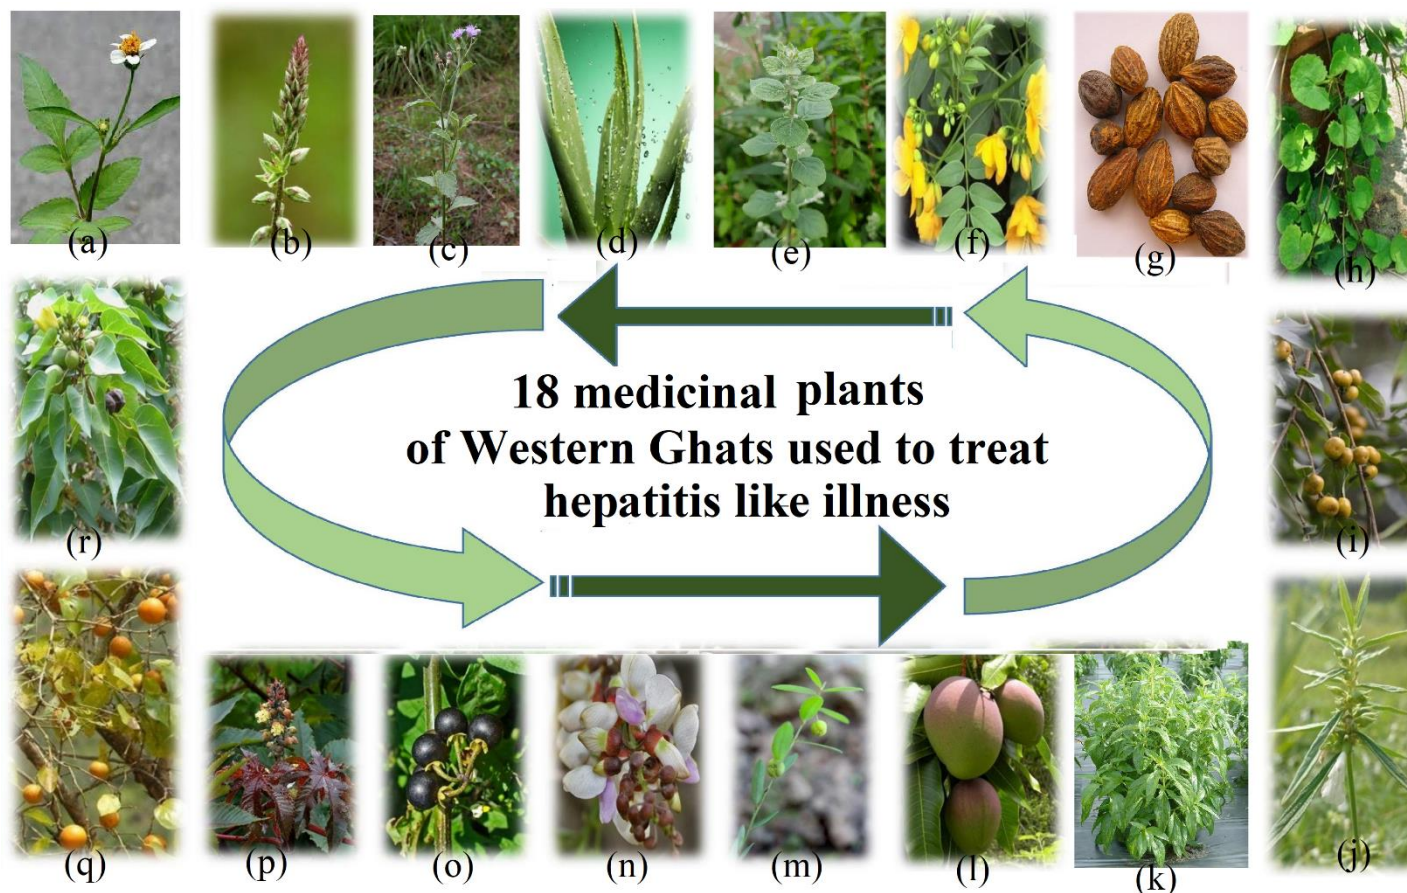 (a)
(b)
(c)
(d)
(e)
(f)
(g)
(h)
18 medicinal plants
of Western Ghats used to treat
hepatitis like illness
(r)
(i)
(q)
(p)
(o)
(n)
(m)
(l)
(k)
(j)